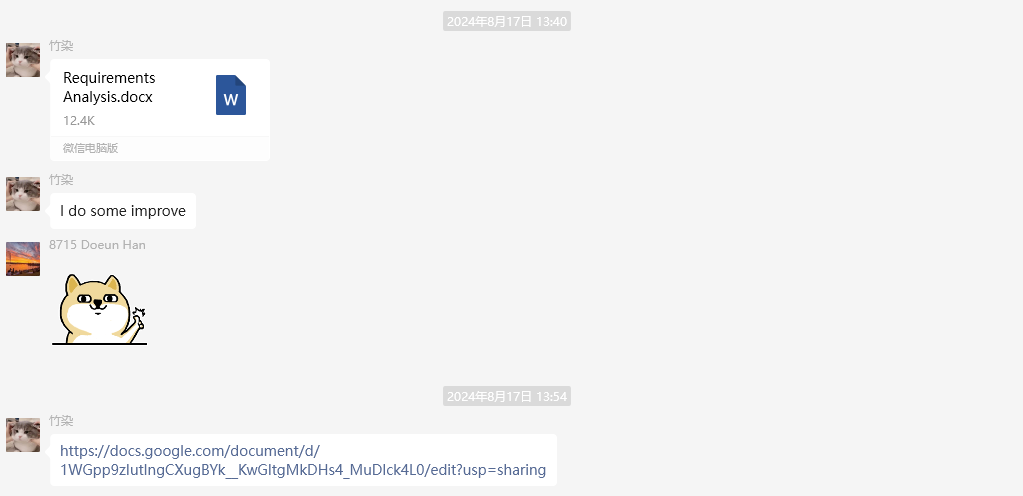 2024年8月17日 13:40
竹染
Requirements
Analysis.docx
W
12.4K
微信电脑版
竹染
I do some improve
8715 Doeun Han
2024年8月17日 13:54
竹染
https://docs.google.com/document/d/
1WGpp9zlutlngCXugBYk__KwGltgMkDHs4_MuDlck4L0/edit?usp=sharing